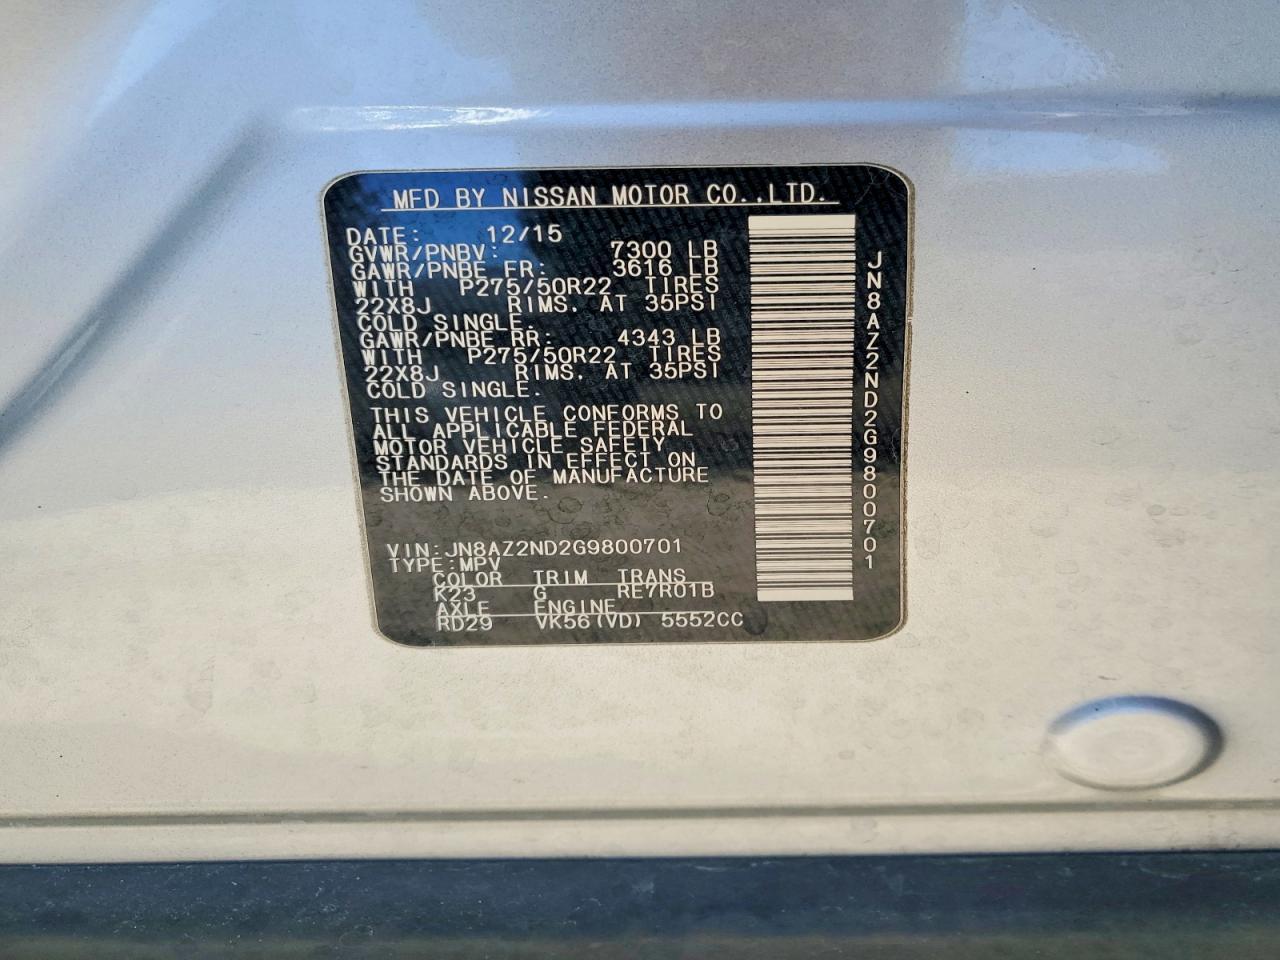 MFD BY NISSAN MOTOR CO.,LTD.
DATE: 12/15
GVWR/PNBV: 7300 LB
GAWR/PNBE FR: 3616 LB
WITH P275/50R22 TIRES
22X8J RIMS. AT 35PSI
COLD SINGLE.
GAWR/PNBE RR: 4343 LB
WITH P275/50R22 TIRES
22X8J RIMS. AT 35PSI
COLD SINGLE.
THIS VEHICLE CONFORMS TO
ALL APPLICABLE FEDERAL
MOTOR VEHICLE SAFETY
STANDARDS IN EFFECT ON
THE DATE OF MANUFACTURE
SHOWN ABOVE.
VIN:JN8AZ2ND2G9800701
TYPE:MPV
COLOR TRIM TRANS
K23 G RE7R01B
AXLE ENGINE
RD29 VK56(VD) 5552CC
JN8AZ2ND2G9800701